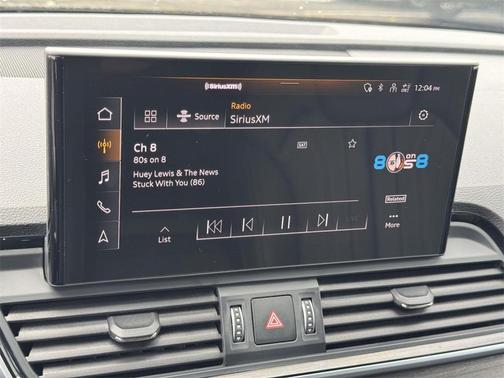 ((SiriusXM))
12:04 PM
Radio
Source
SiriusXM
Ch 8
80s on 8
SAT
Huey Lewis & The News
Stuck With You (86)
80s on 8
Related
List
More